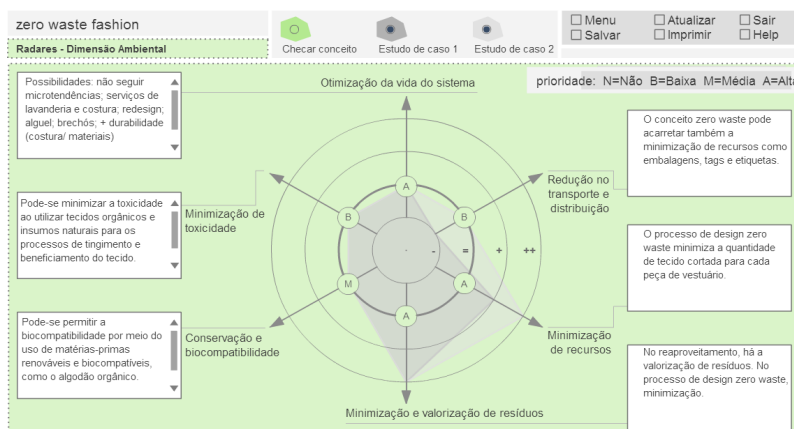 zero waste fashion
Radares - Dimensão Ambiental
Checar conceito
Estudo de caso 1
Estudo de caso 2
Menu
Atualizar
Sair
Salvar
Imprimir
Help
prioridade: N=Não B=Baixa M=Média A=Alta
Possibilidades: não seguir
microtendências; serviços de
lavanderia e costura; redesign;
alguel; brechós; + durabilidade
(costura/ materiais)
Otimização da vida do sistema
O conceito zero waste pode
acarretar também a
minimização de recursos como
embalagens, tags e etiquetas.
Redução no
transporte e
distribuição
Pode-se minimizar a toxicidade
ao utilizar tecidos orgânicos e
insumos naturais para os
processos de tingimento e
beneficiamento do tecido.
Minimização de
toxicidade
A
B
B
- = + ++
M
A
A
O processo de design zero
waste minimiza a quantidade
de tecido cortada para cada
peça de vestuário.
Pode-se permitir a
biocompatibilidade por meio do
uso de matérias-primas
renováveis e biocompatíveis,
como o algodão orgânico.
Conservação e
biocompatibilidade
Minimização
de recursos
No reaproveitamento, há a
valorização de resíduos. No
processo de design zero waste,
minimização.
Minimização e valorização de resíduos